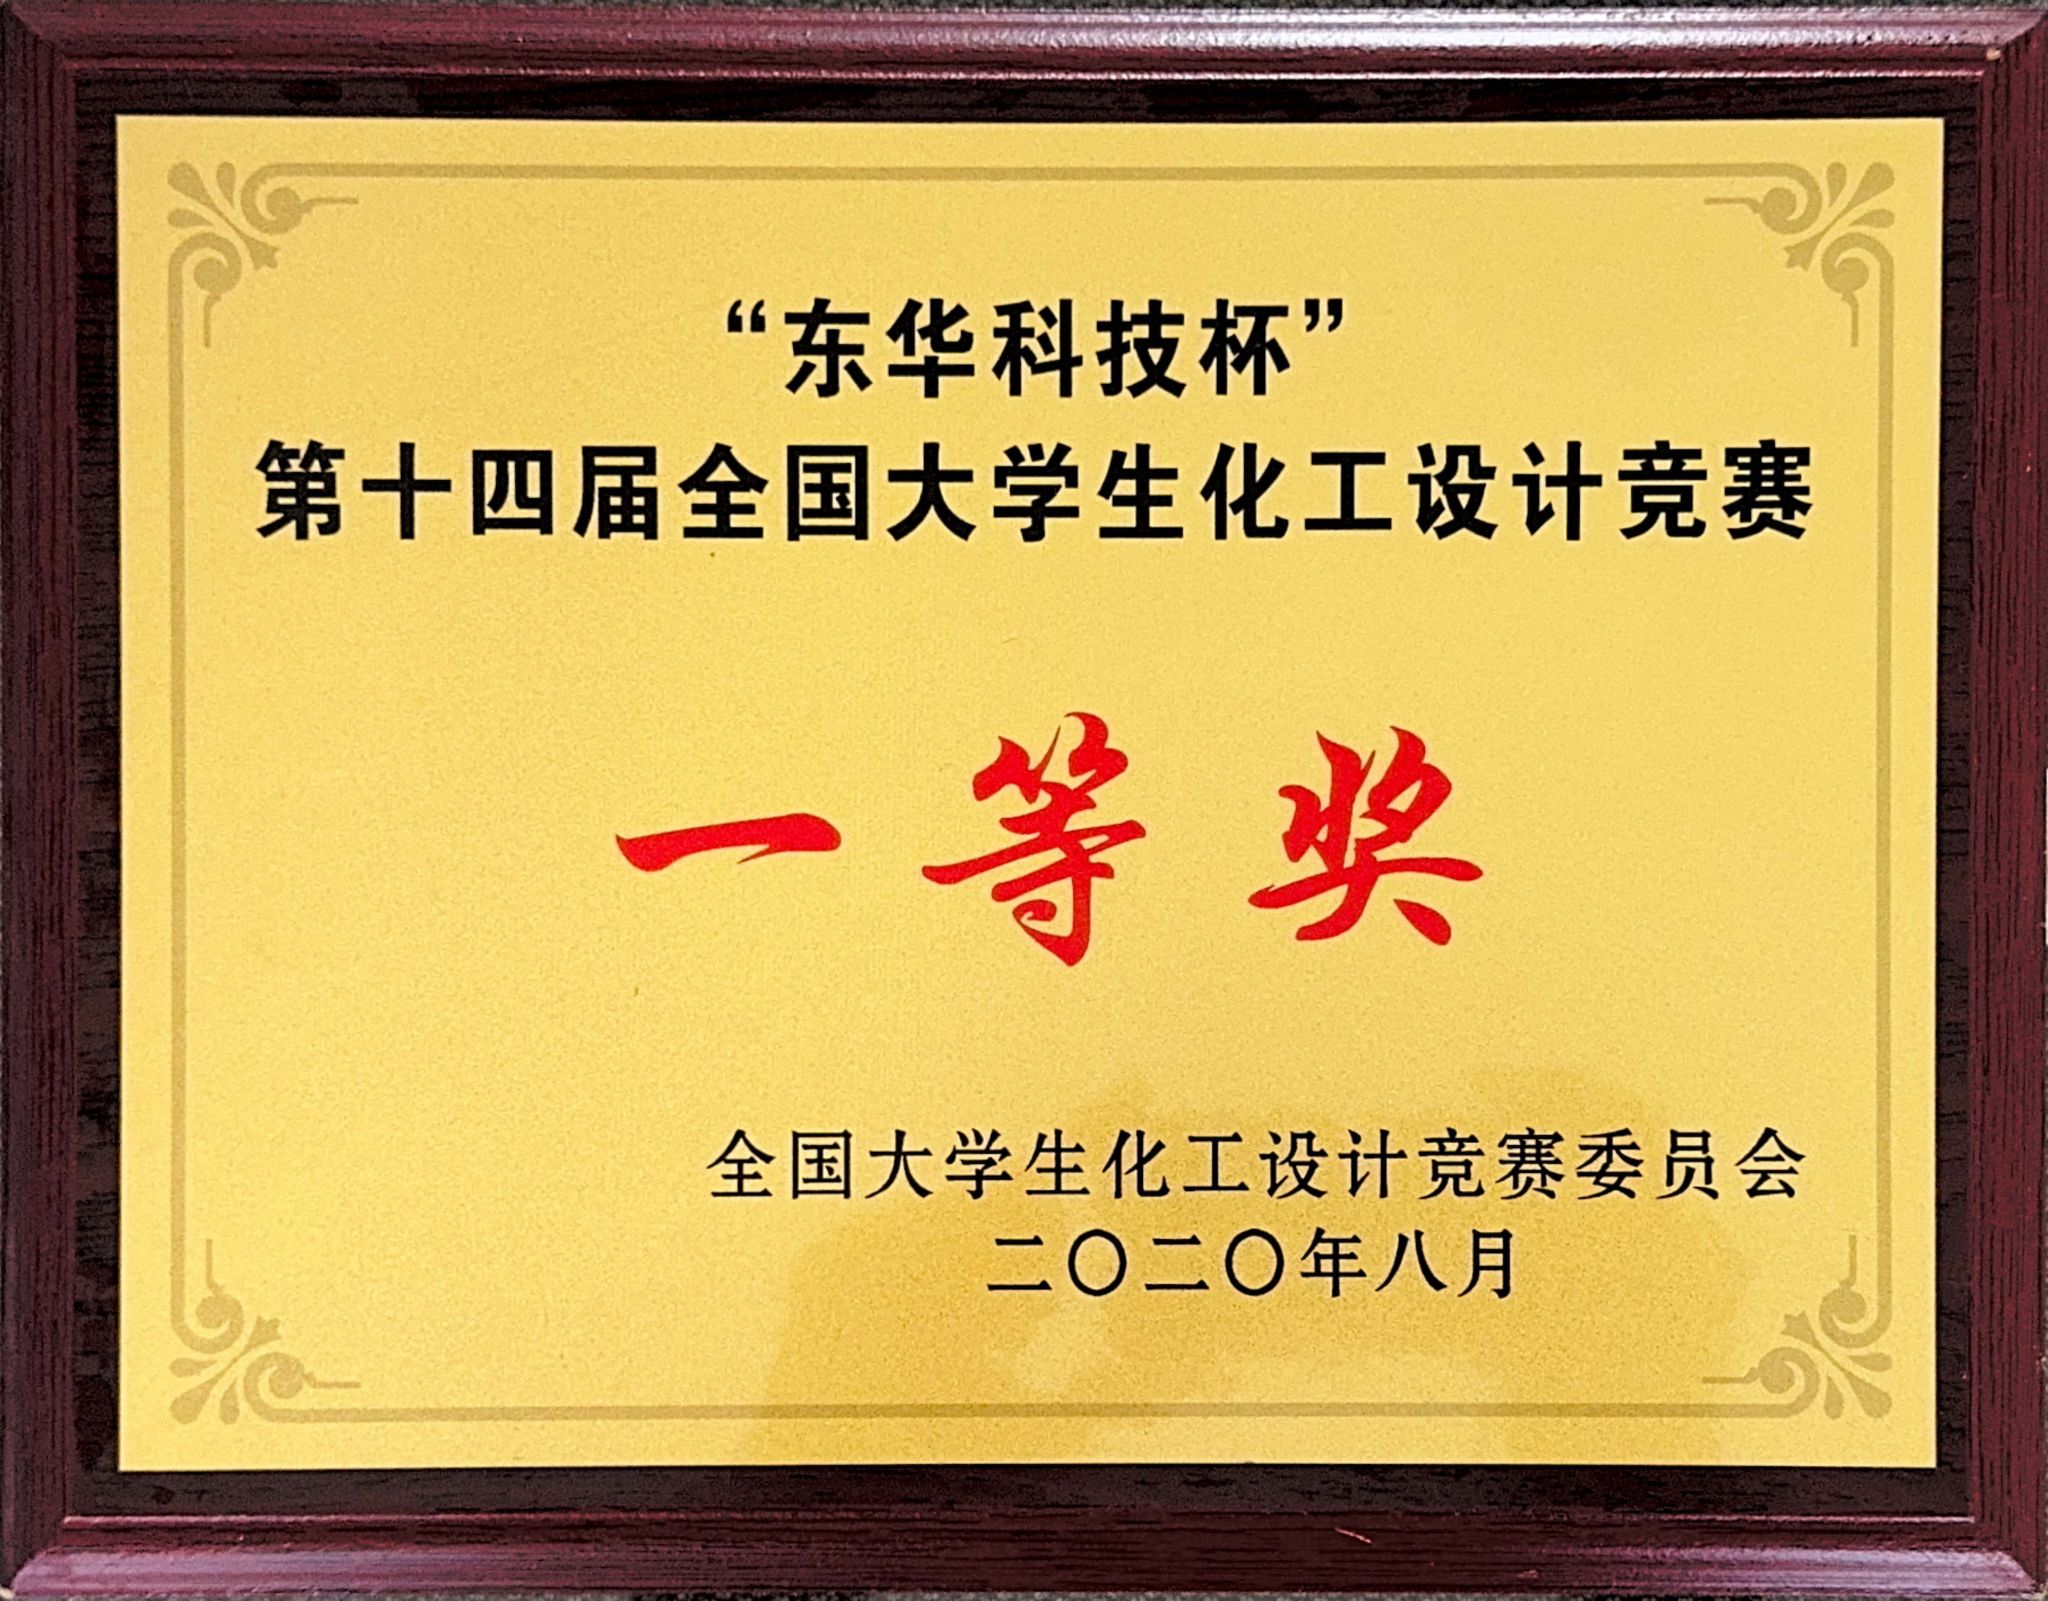 “东华科技杯”
第十四届全国大学生化工设计竞赛
一等奖
全国大学生化工设计竞赛委员会
二〇二〇年八月